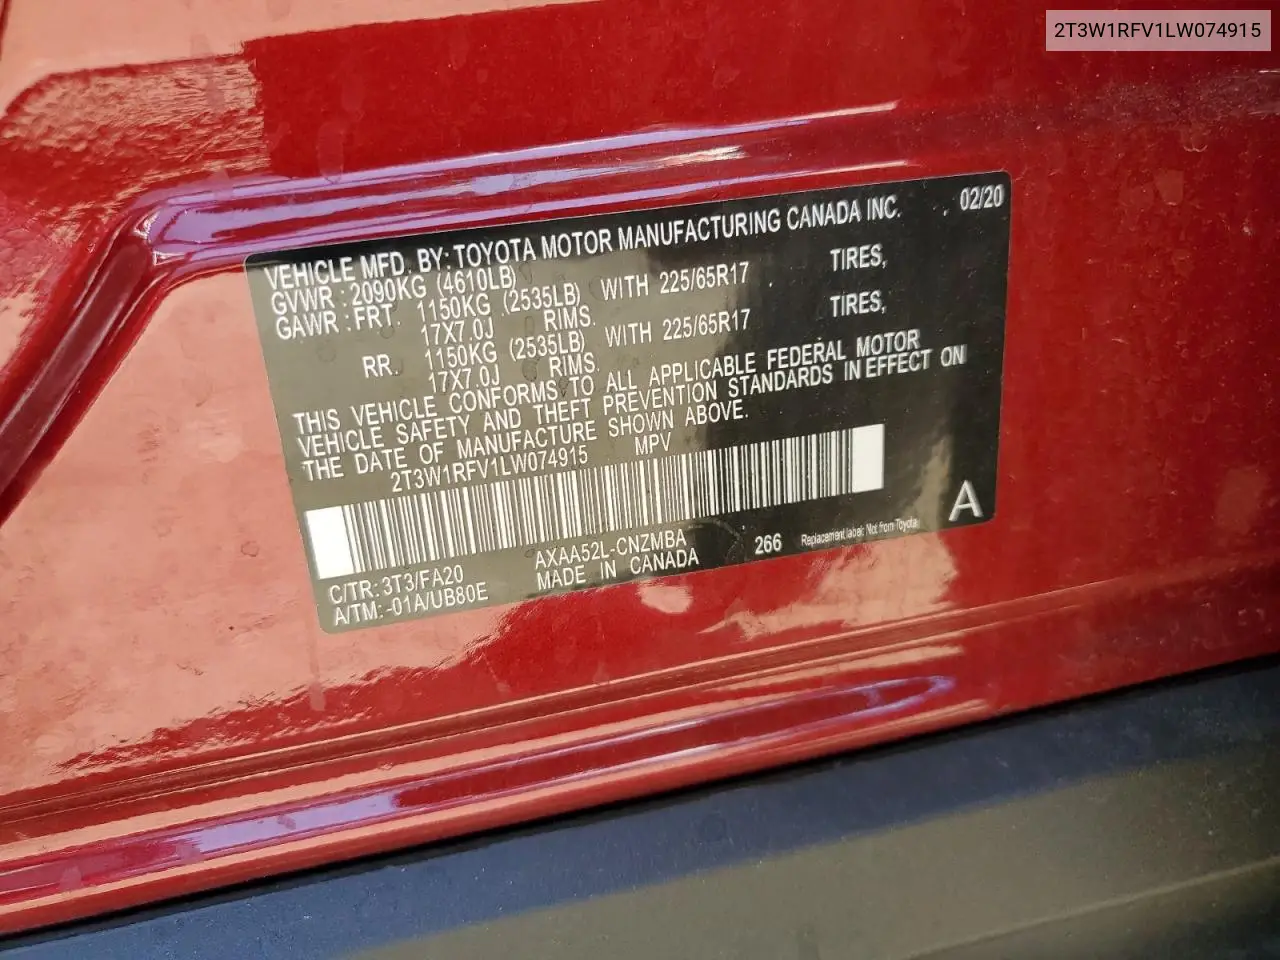 2T3W1RFV1LW074915
VEHICLE MFD. BY: TOYOTA MOTOR MANUFACTURING CANADA INC. 02/20
GVWR : 2090KG (4610LB)
GAWR : FRT. 1150KG (2535LB) WITH 225/65R17 TIRES,
17X7.0J RIMS.
RR. 1150KG (2535LB) WITH 225/65R17 TIRES,
17X7.0J RIMS.
THIS VEHICLE CONFORMS TO ALL APPLICABLE FEDERAL MOTOR
VEHICLE SAFETY AND THEFT PREVENTION STANDARDS IN EFFECT ON
THE DATE OF MANUFACTURE SHOWN ABOVE.
2T3W1RFV1LW074915 MPV
C/TR: 3T3/FA20 AXAA52L-CNZMBA 266 Replacement label: Not from Toyota A
A/TM: -01A/UB80E MADE IN CANADA